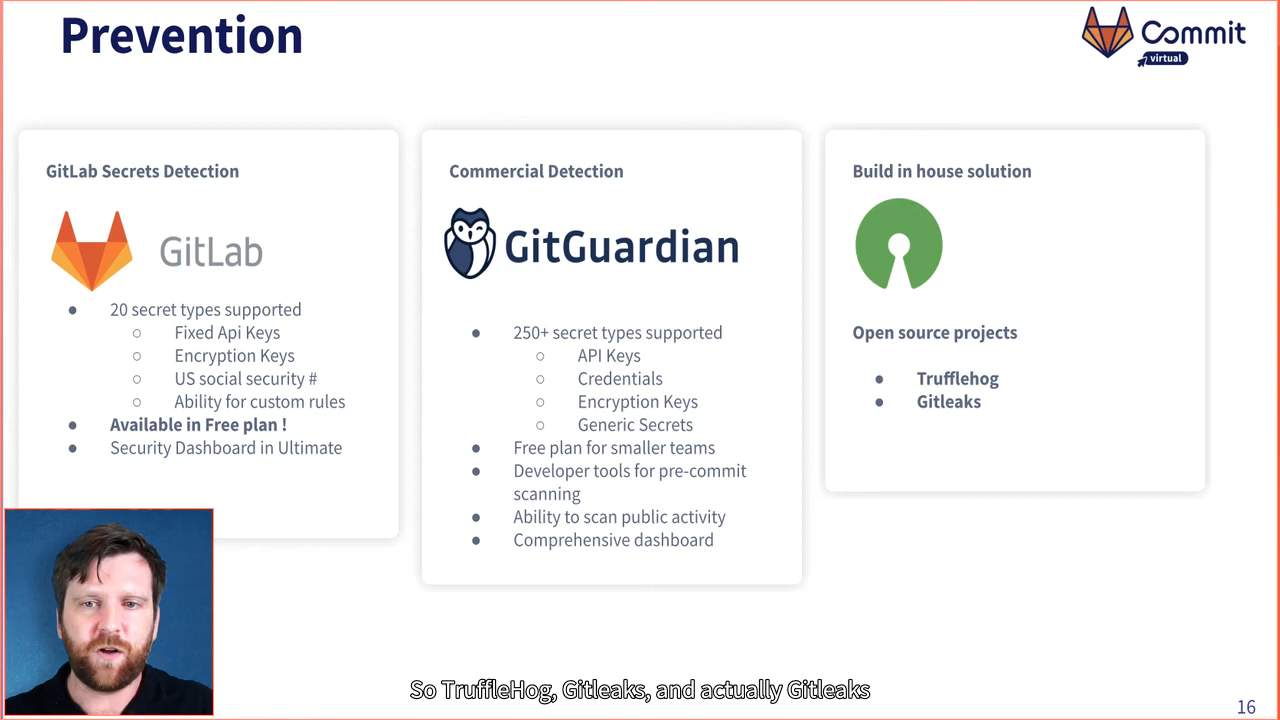 Prevention
Commit
virtual
GitLab Secrets Detection
GitLab
● 20 secret types supported
○ Fixed Api Keys
○ Encryption Keys
○ US social security #
○ Ability for custom rules
● Available in Free plan !
● Security Dashboard in Ultimate
Commercial Detection
GitGuardian
● 250+ secret types supported
○ API Keys
○ Credentials
○ Encryption Keys
○ Generic Secrets
● Free plan for smaller teams
● Developer tools for pre-commit
scanning
● Ability to scan public activity
● Comprehensive dashboard
Build in house solution
Open source projects
● Trufflehog
● Gitleaks
So TruffleHog, Gitleaks, and actually Gitleaks
16